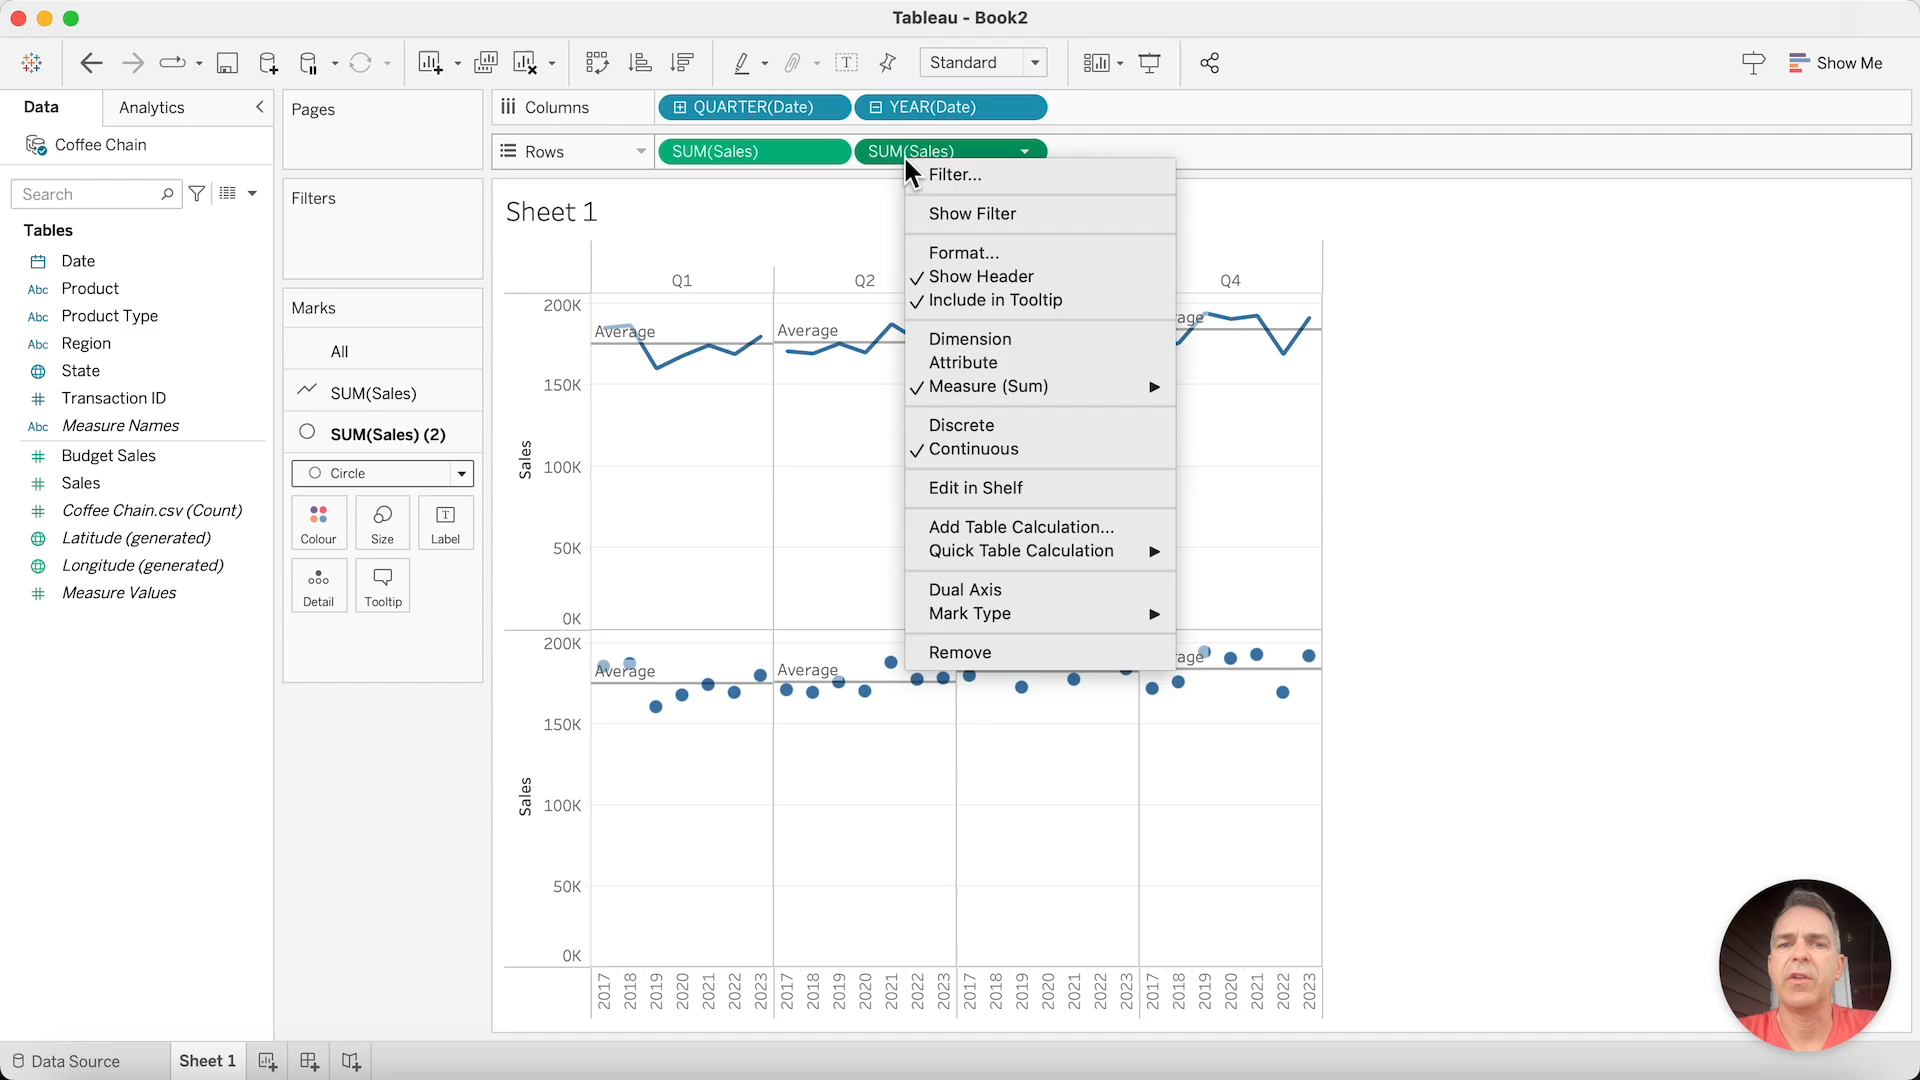 Tableau - Book2
Standard
Show Me
Data
Analytics
Coffee Chain
Search
Tables
Date
Abc Product
Abc Product Type
Abc Region
State
Transaction ID
Abc Measure Names
Budget Sales
Sales
Coffee Chain.csv (Count)
Latitude (generated)
Longitude (generated)
Measure Values
Pages
Filters
Marks
All
SUM(Sales)
SUM(Sales) (2)
Circle
Colour
Size
Label
Detail
Tooltip
Columns
QUARTER(Date)
YEAR(Date)
Rows
SUM(Sales)
SUM(Sales)
Sheet 1
Filter...
Show Filter
Format...
Show Header
Include in Tooltip
Dimension
Attribute
Measure (Sum)
Discrete
Continuous
Edit in Shelf
Add Table Calculation...
Quick Table Calculation
Dual Axis
Mark Type
Remove
Q1
Q2
Q4
200K
150K
100K
50K
0K
Sales
Average
Average
age
200K
150K
100K
50K
0K
Sales
Average
Average
age
2017 2018 2019 2020 2021 2022 2023 2017 2018 2019 2020 2021 2022 2023 2017 2018 2019 2020 2021 2022 2023 2017 2018 2019 2020 2021 2022 2023
Data Source
Sheet 1